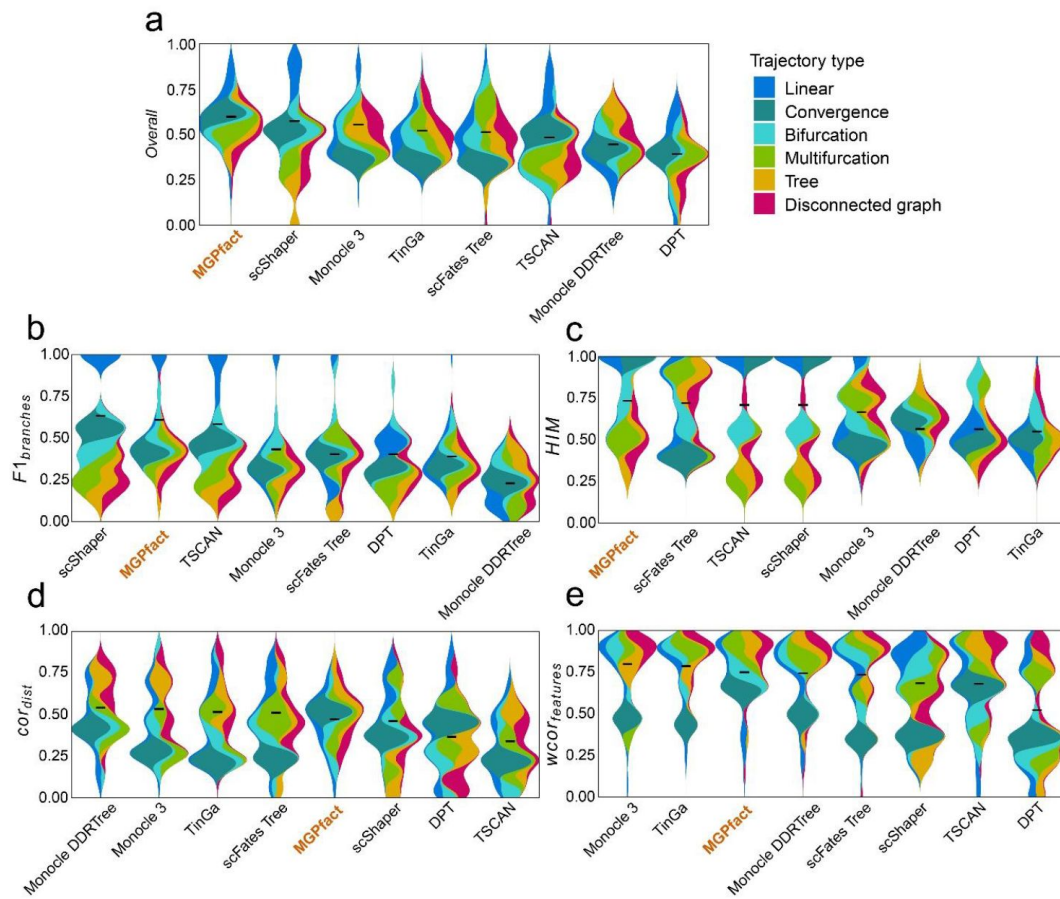 a
Overall
1.00
0.75
0.50
0.25
0.00
MGPfact
scShaper
Monocle 3
TinGa
scFates Tree
TSCAN
Monocle DDRTree
DPT
Trajectory type
Linear
Convergence
Bifurcation
Multifurcation
Tree
Disconnected graph
b
F1branches
1.00
0.75
0.50
0.25
0.00
scShaper
MGPfact
TSCAN
Monocle 3
scFates Tree
DPT
TinGa
Monocle DDRTree
c
HIM
1.00
0.75
0.50
0.25
0.00
MGPfact
scFates Tree
TSCAN
scShaper
Monocle 3
Monocle DDRTree
DPT
TinGa
d
cordist
1.00
0.75
0.50
0.25
0.00
Monocle DDRTree
Monocle 3
TinGa
scFates Tree
MGPfact
scShaper
DPT
TSCAN
e
wcorfeatures
1.00
0.75
0.50
0.25
0.00
Monocle 3
TinGa
MGPfact
Monocle DDRTree
scFates Tree
scShaper
TSCAN
DPT